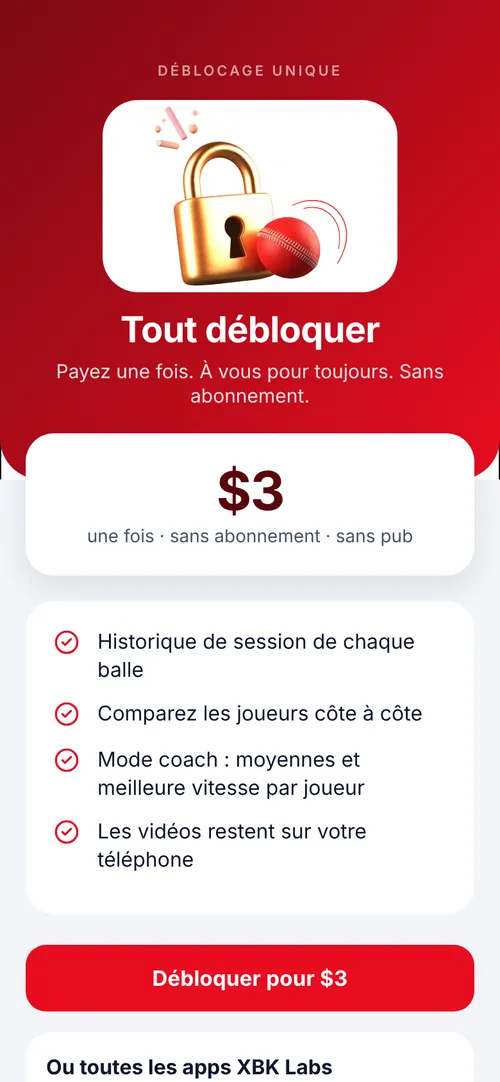 DÉBLOCAGE UNIQUE
Tout débloquer
Payez une fois. À vous pour toujours. Sans
abonnement.
$3
une fois · sans abonnement · sans pub
Historique de session de chaque
balle
Comparez les joueurs côte à côte
Mode coach : moyennes et
meilleure vitesse par joueur
Les vidéos restent sur votre
téléphone
Débloquer pour $3
Ou toutes les apps XBK Labs